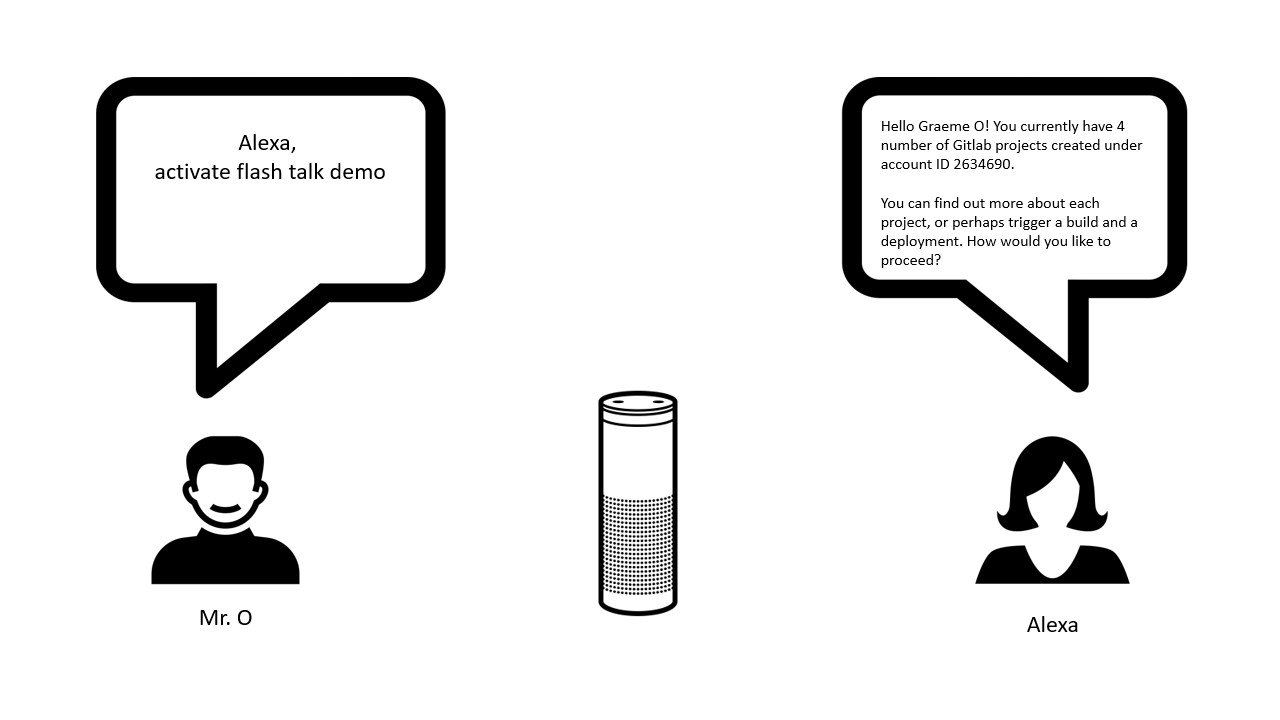 Alexa,
activate flash talk demo
Hello Graeme O! You currently have 4
number of Gitlab projects created under
account ID 2634690.
You can find out more about each
project, or perhaps trigger a build and a
deployment. How would you like to
proceed?
Mr. O
Alexa